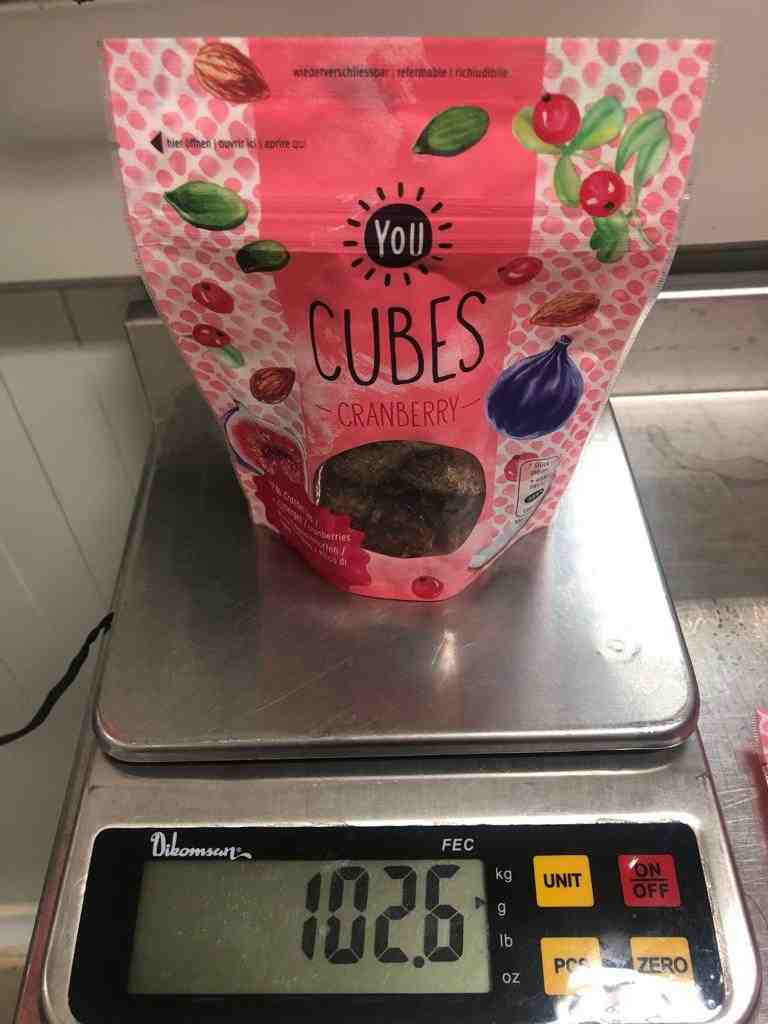 wiederverschliessbar | refermable | richiudibile
hier öffnen | ouvrir ici | aprire qui
YOU
CUBES
CRANBERRY
cranberries
Dikomsan
FEC
102.6
kg
g
lb
oz
UNIT
ON
OFF
PCS
ZERO